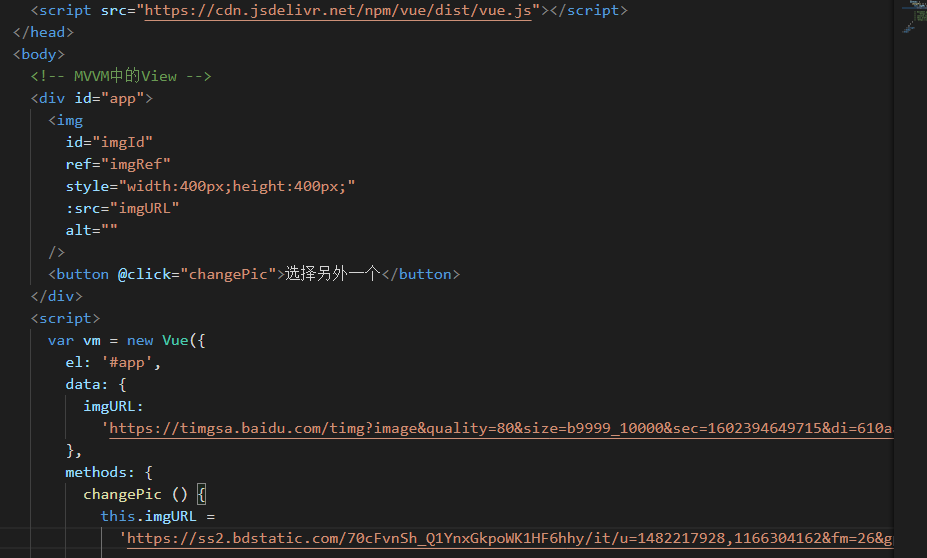 <script src="https://cdn.jsdelivr.net/npm/vue/dist/vue.js"></script>
</head>
<body>
<!-- MVVM中的View -->
<div id="app">
<img
id="imgId"
ref="imgRef"
style="width:400px;height:400px;"
:src="imgURL"
alt=""
/>
<button @click="changePic">选择另外一个</button>
</div>
<script>
var vm = new Vue({
el: '#app',
data: {
imgURL:
'https://timgsa.baidu.com/timg?image&quality=80&size=b9999_10000&sec=1602394649715&di=610a
},
methods: {
changePic () {
this.imgURL =
'https://ss2.bdstatic.com/70cFvnSh_Q1YnxGkpoWK1HF6hhy/it/u=1482217928,1166304162&fm=26&g